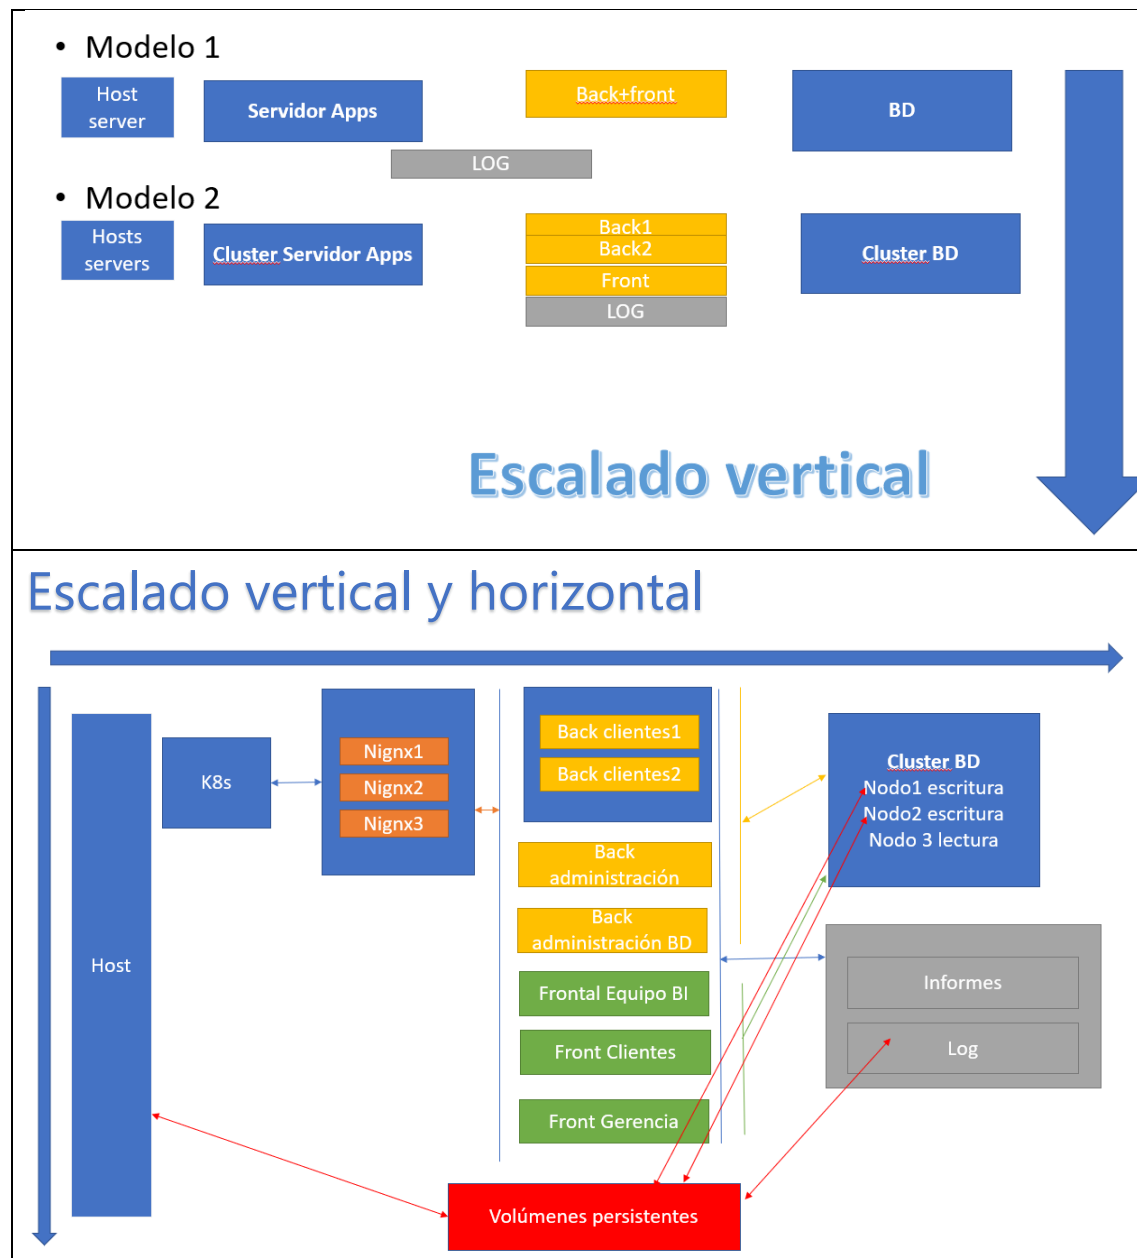 • Modelo 1
Host
server
Servidor Apps
Back+front
BD
LOG
• Modelo 2
Hosts
servers
Cluster Servidor Apps
Back1
Back2
Front
LOG
Cluster BD
Escalado vertical
Escalado vertical y horizontal
Host
K8s
Nignx1
Nignx2
Nignx3
Back clientes1
Back clientes2
Back
administración
Back
administración BD
Frontal Equipo BI
Front Clientes
Front Gerencia
Cluster BD
Nodo1 escritura
Nodo2 escritura
Nodo 3 lectura
Informes
Log
Volúmenes persistentes